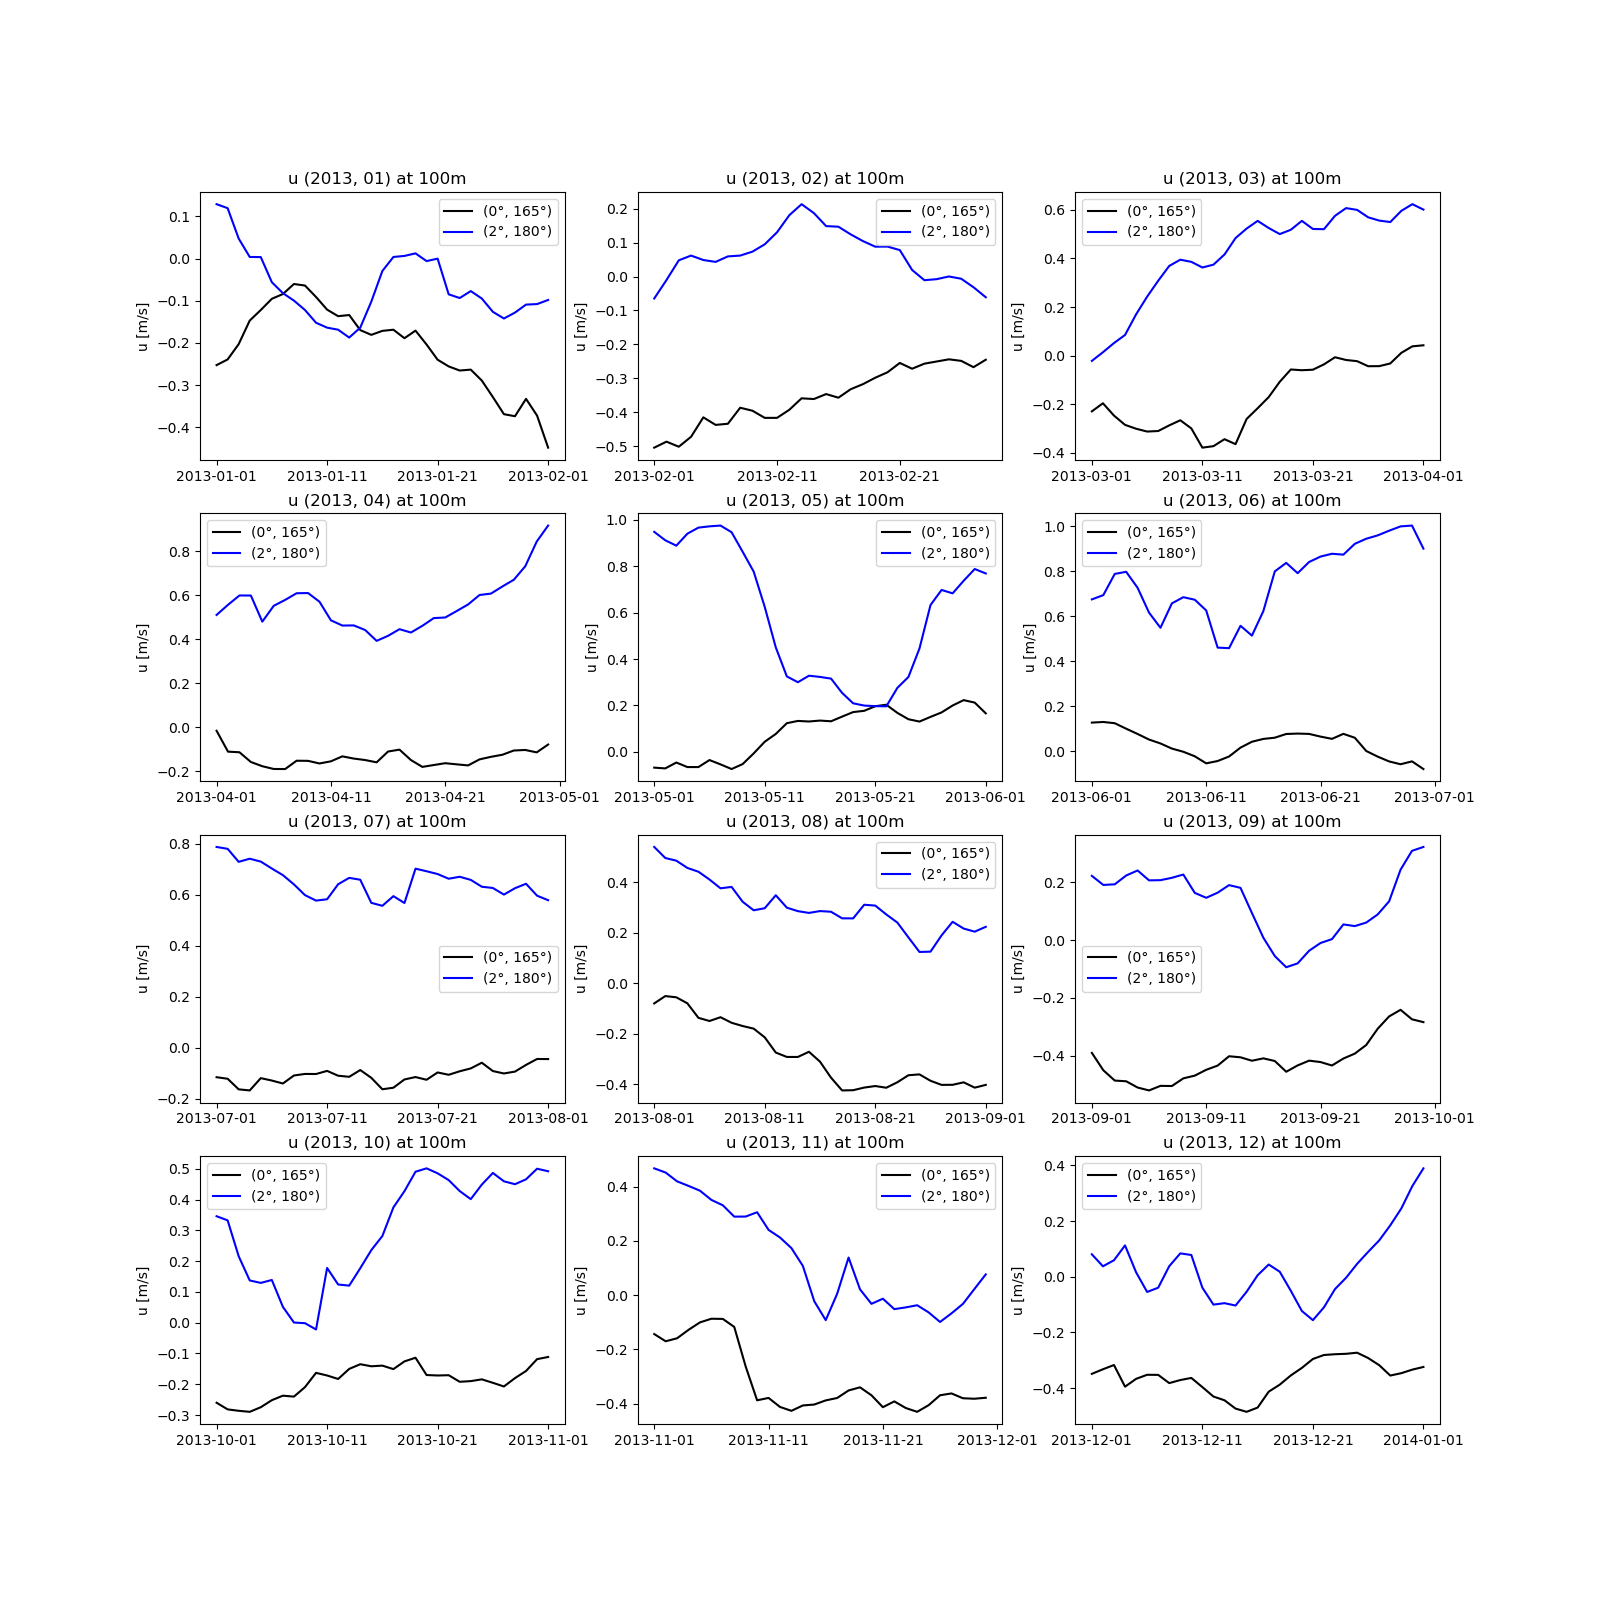 u (2013, 01) at 100m
u [m/s]
0.1
0.0
−0.1
−0.2
−0.3
−0.4
(0°, 165°)
(2°, 180°)
2013-01-01 2013-01-11 2013-01-21 2013-02-01
u (2013, 02) at 100m
u [m/s]
0.2
0.1
0.0
−0.1
−0.2
−0.3
−0.4
−0.5
(0°, 165°)
(2°, 180°)
2013-02-01 2013-02-11 2013-02-21
u (2013, 03) at 100m
u [m/s]
0.6
0.4
0.2
0.0
−0.2
−0.4
(0°, 165°)
(2°, 180°)
2013-03-01 2013-03-11 2013-03-21 2013-04-01
u (2013, 04) at 100m
u [m/s]
0.8
0.6
0.4
0.2
0.0
−0.2
(0°, 165°)
(2°, 180°)
2013-04-01 2013-04-11 2013-04-21 2013-05-01
u (2013, 05) at 100m
u [m/s]
1.0
0.8
0.6
0.4
0.2
0.0
(0°, 165°)
(2°, 180°)
2013-05-01 2013-05-11 2013-05-21 2013-06-01
u (2013, 06) at 100m
u [m/s]
1.0
0.8
0.6
0.4
0.2
0.0
(0°, 165°)
(2°, 180°)
2013-06-01 2013-06-11 2013-06-21 2013-07-01
u (2013, 07) at 100m
u [m/s]
0.8
0.6
0.4
0.2
0.0
−0.2
(0°, 165°)
(2°, 180°)
2013-07-01 2013-07-11 2013-07-21 2013-08-01
u (2013, 08) at 100m
u [m/s]
0.4
0.2
0.0
−0.2
−0.4
(0°, 165°)
(2°, 180°)
2013-08-01 2013-08-11 2013-08-21 2013-09-01
u (2013, 09) at 100m
u [m/s]
0.2
0.0
−0.2
−0.4
(0°, 165°)
(2°, 180°)
2013-09-01 2013-09-11 2013-09-21 2013-10-01
u (2013, 10) at 100m
u [m/s]
0.5
0.4
0.3
0.2
0.1
0.0
−0.1
−0.2
−0.3
(0°, 165°)
(2°, 180°)
2013-10-01 2013-10-11 2013-10-21 2013-11-01
u (2013, 11) at 100m
u [m/s]
0.4
0.2
0.0
−0.2
−0.4
(0°, 165°)
(2°, 180°)
2013-11-01 2013-11-11 2013-11-21 2013-12-01
u (2013, 12) at 100m
u [m/s]
0.4
0.2
0.0
−0.2
−0.4
(0°, 165°)
(2°, 180°)
2013-12-01 2013-12-11 2013-12-21 2014-01-01